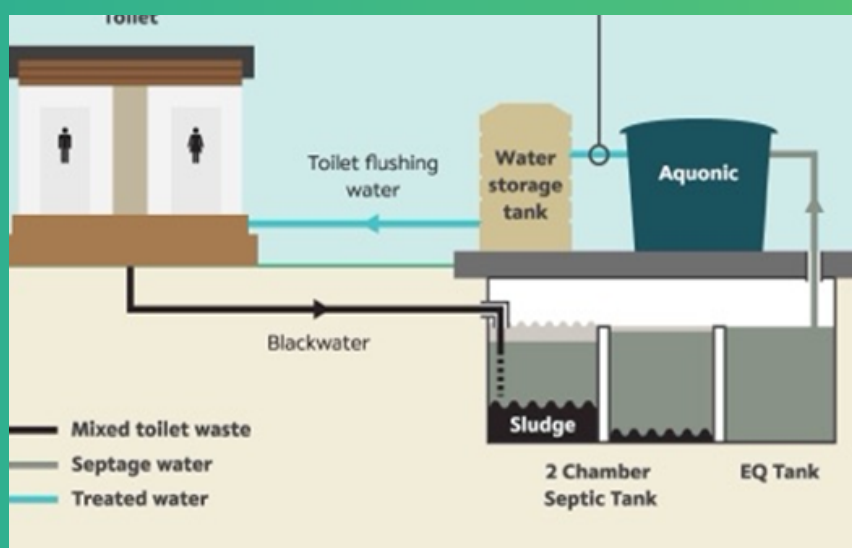 Toilet
Toilet flushing
water
Water
storage
tank
Aquonic
Blackwater
Sludge
Mixed toilet waste
Septage water
Treated water
2 Chamber
Septic Tank
EQ Tank